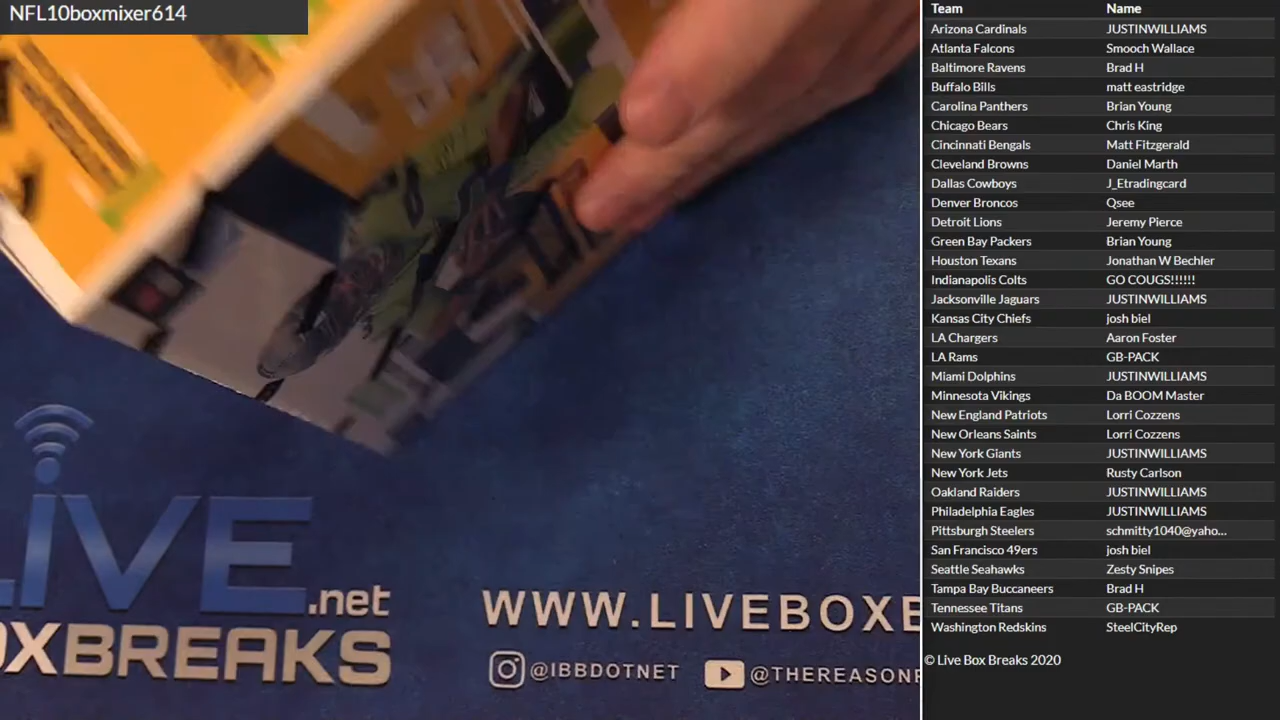 NFL10boxmixer614
LIVE
.net
OXBREAKS
WWW.LIVEBOXB
@IBBDOTNET
@THEREASON
Team Name
Arizona Cardinals JUSTINWILLIAMS
Atlanta Falcons Smooch Wallace
Baltimore Ravens Brad H
Buffalo Bills matt eastridge
Carolina Panthers Brian Young
Chicago Bears Chris King
Cincinnati Bengals Matt Fitzgerald
Cleveland Browns Daniel Marth
Dallas Cowboys J_Etradingcard
Denver Broncos Qsee
Detroit Lions Jeremy Pierce
Green Bay Packers Brian Young
Houston Texans Jonathan W Bechler
Indianapolis Colts GO COUGS!!!!!!
Jacksonville Jaguars JUSTINWILLIAMS
Kansas City Chiefs josh biel
LA Chargers Aaron Foster
LA Rams GB-PACK
Miami Dolphins JUSTINWILLIAMS
Minnesota Vikings Da BOOM Master
New England Patriots Lorri Cozzens
New Orleans Saints Lorri Cozzens
New York Giants JUSTINWILLIAMS
New York Jets Rusty Carlson
Oakland Raiders JUSTINWILLIAMS
Philadelphia Eagles JUSTINWILLIAMS
Pittsburgh Steelers schmitty1040@yaho...
San Francisco 49ers josh biel
Seattle Seahawks Zesty Snipes
Tampa Bay Buccaneers Brad H
Tennessee Titans GB-PACK
Washington Redskins SteelCityRep
© Live Box Breaks 2020